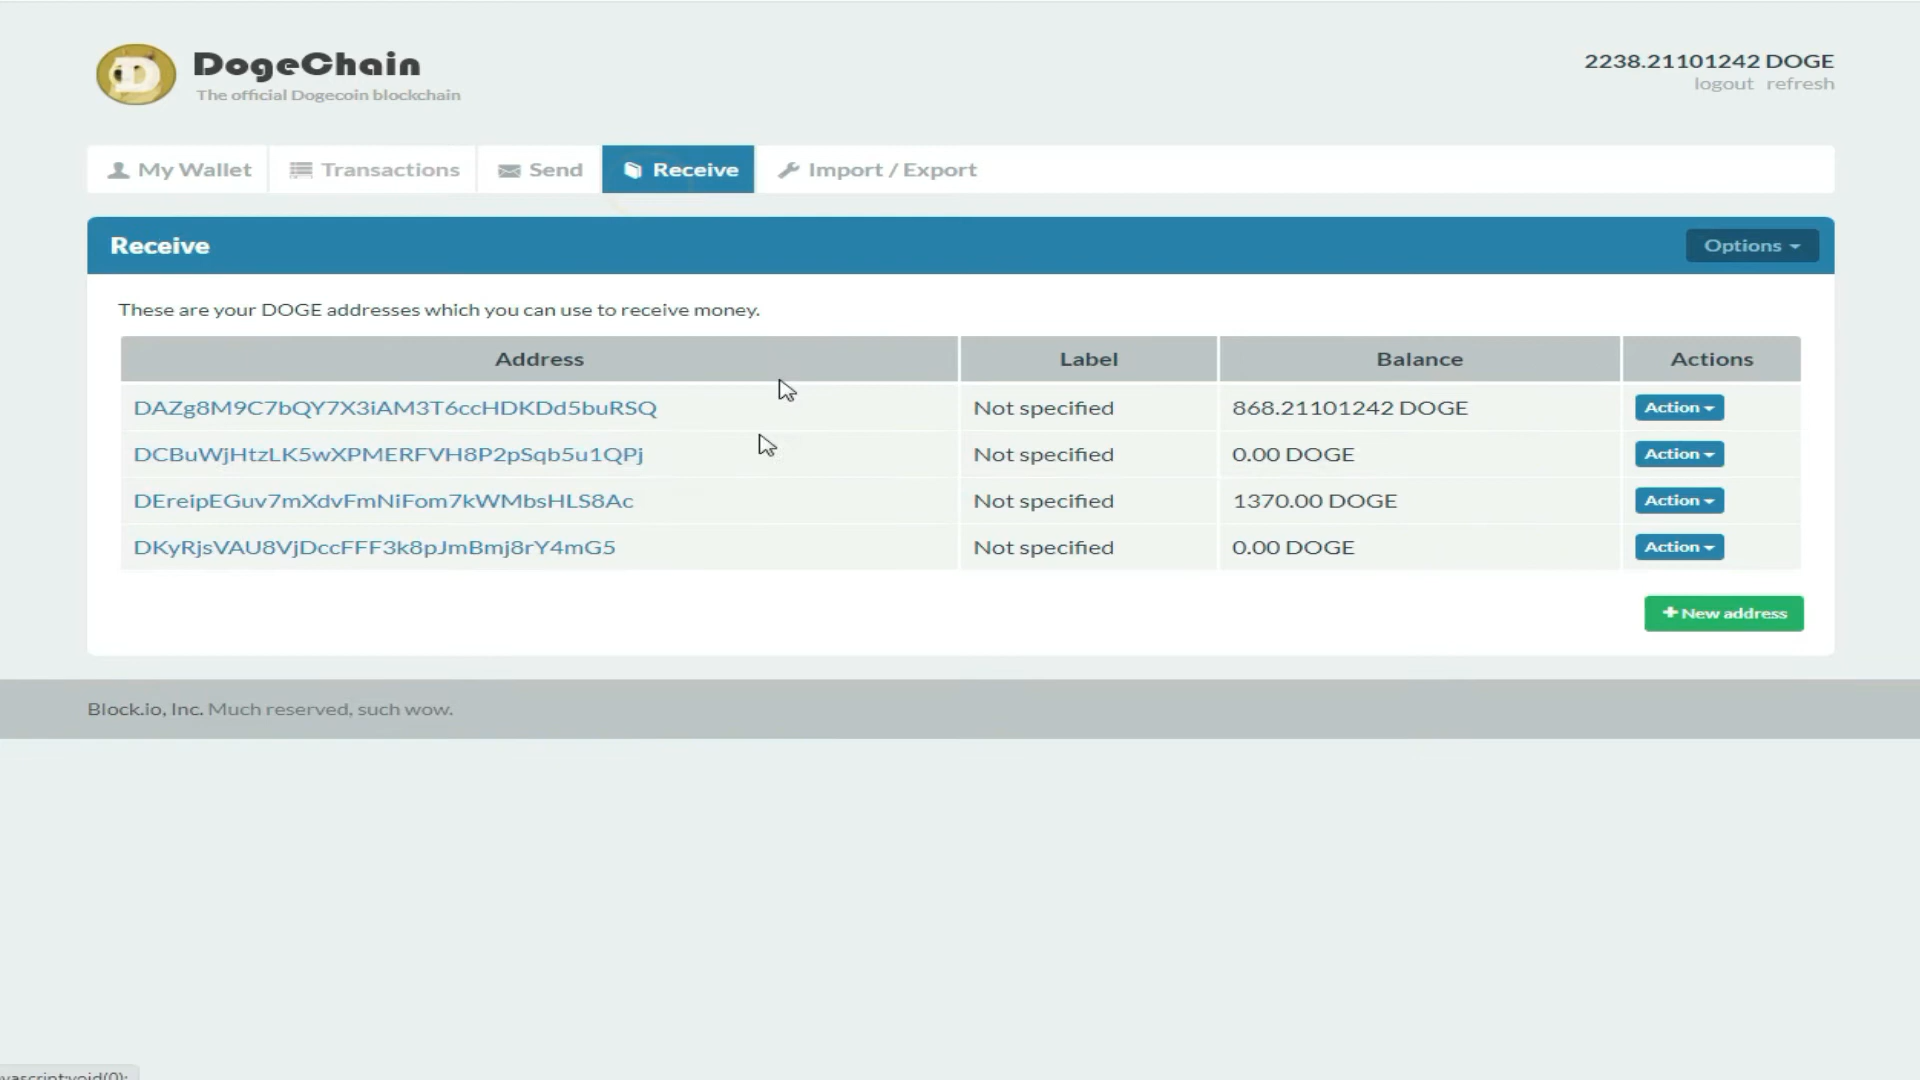 DogeChain
The official Dogecoin blockchain
2238.21101242 DOGE
logout refresh
My Wallet Transactions Send Receive Import / Export
Receive Options
These are your DOGE addresses which you can use to receive money.
Address Label Balance Actions
DAZg8M9C7bQY7X3iAM3T6ccHDKDd5buRSQ Not specified 868.21101242 DOGE Action
DCBuWjHtzLK5wXPMERFVH8P2pSqb5u1QPj Not specified 0.00 DOGE Action
DEreipEGuv7mXdvFmNiFom7kWMbsHLS8Ac Not specified 1370.00 DOGE Action
DKyRjsVAU8VjDccFFF3k8pJmBmj8rY4mG5 Not specified 0.00 DOGE Action
+ New address
Block.io, Inc. Much reserved, such wow.
vascript:void(0);